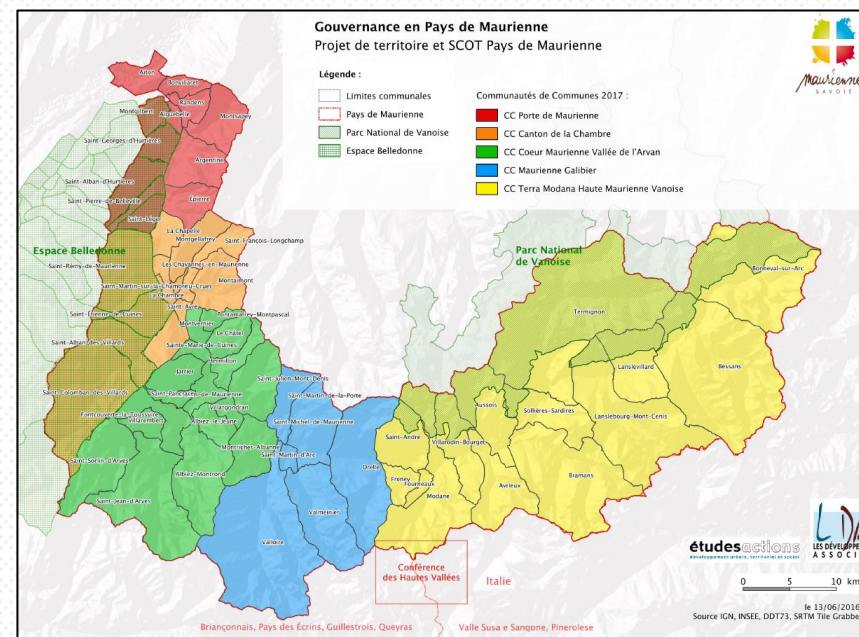 Gouvernance en Pays de Maurienne
Projet de territoire et SCOT Pays de Maurienne
Maurienne
SAVOIE
Légende :
Limites communales
Pays de Maurienne
Parc National de Vanoise
Espace Belledonne
Communautés de Communes 2017 :
CC Porte de Maurienne
CC Canton de la Chambre
CC Coeur Maurienne Vallée de l'Arvan
CC Maurienne Galibier
CC Terra Modana Haute Maurienne Vanoise
Aiton
Bonvillaret
Randens
Montgilbert
Aiguebelle
Montsapey
Saint-Georges-d'Hurtières
Argentine
Saint-Alban-d'Hurtières
Saint-Pierre-de-Belleville
Epierre
Saint-Léger
La Chapelle
Montgellafrey
Saint-François-Longchamp
Espace Belledonne
Saint-Rémy-de-Maurienne
Les Chavannes-en-Maurienne
Montaimont
Saint-Martin-sur-la-Chambre
La Chambre
Saint-Avre
Saint-Etienne-de-Cuines
Pontamafrey-Montpascal
Montvernier
Le Châtel
Saint-Alban-des-Villards
Sainte-Marie-de-Cuines
Hermillon
Jarrier
Saint-Julien-Mont-Denis
Saint-Colomban-des-Villards
Saint-Pancrace
Saint-Martin-de-la-Porte
Fontcouverte-la-Toussuire
Villargondran
Villarembert
Albiez-le-Jeune
Saint-Michel-de-Maurienne
Montricher-Albanne
Saint-Martin-d'Arc
Saint-Sorlin-d'Arves
Albiez-Montrond
Orelle
Saint-Jean-d'Arves
Valmeinier
Valloire
Parc National
de Vanoise
Bonneval-sur-Arc
Termignon
Lanslevillard
Bessans
Aussois
Sollières-Sardières
Lanslebourg-Mont-Cenis
Saint-André
Villarodin-Bourget
Bramans
Freney
Fourneaux
Avrieux
Modane
Conférence
des Hautes Vallées
Italie
Briançonnais, Pays des Écrins, Guillestrois, Queyras
Valle Susa e Sangone, Pinerolese
étudesactions
développement urbain, territorial et social
LES DÉVELOPPE
ASSOCI
0 5 10 km
le 13/06/2016
Source IGN, INSEE, DDT73, SRTM Tile Grabbe